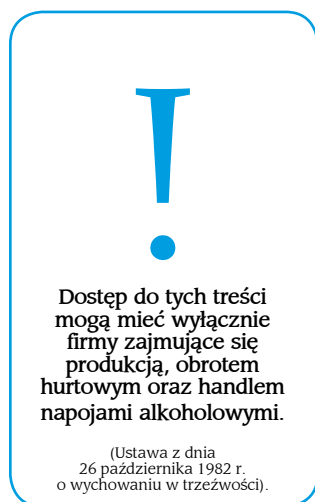 !
Dostęp do tych treści
mogą mieć wyłącznie
firmy zajmujące się
produkcją, obrotem
hurtowym oraz handlem
napojami alkoholowymi.
(Ustawa z dnia
26 października 1982 r.
o wychowaniu w trzeźwości).